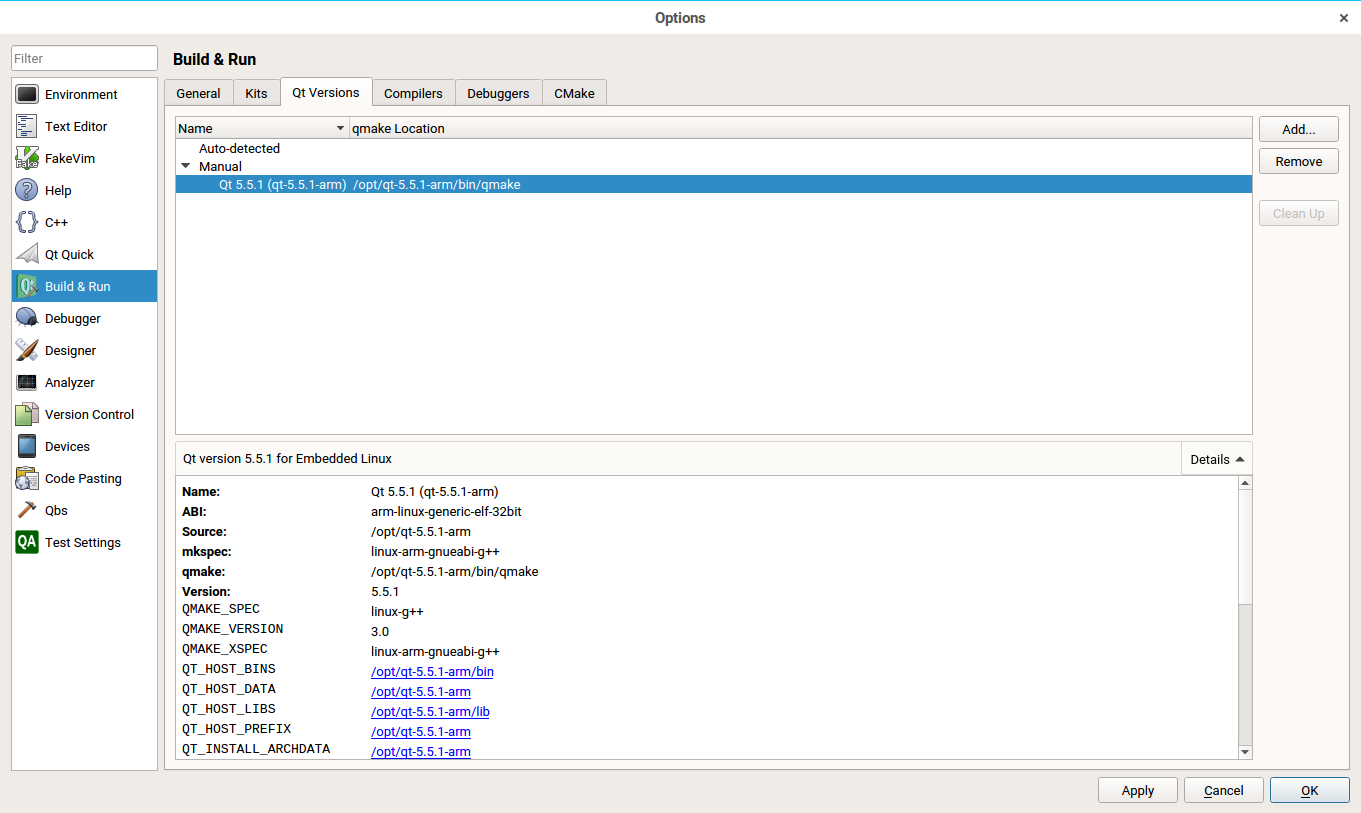 Options
Filter
Environment
Text Editor
FakeVim
Help
C++
Qt Quick
Build & Run
Debugger
Designer
Analyzer
Version Control
Devices
Code Pasting
Qbs
QA Test Settings
Build & Run
General Kits Qt Versions Compilers Debuggers CMake
Name qmake Location
Auto-detected
Manual
Qt 5.5.1 (qt-5.5.1-arm) /opt/qt-5.5.1-arm/bin/qmake
Add...
Remove
Clean Up
Qt version 5.5.1 for Embedded Linux
Details
Name: Qt 5.5.1 (qt-5.5.1-arm)
ABI: arm-linux-generic-elf-32bit
Source: /opt/qt-5.5.1-arm
mkspec: linux-arm-gnueabi-g++
qmake: /opt/qt-5.5.1-arm/bin/qmake
Version: 5.5.1
QMAKE_SPEC linux-g++
QMAKE_VERSION 3.0
QMAKE_XSPEC linux-arm-gnueabi-g++
QT_HOST_BINS /opt/qt-5.5.1-arm/bin
QT_HOST_DATA /opt/qt-5.5.1-arm
QT_HOST_LIBS /opt/qt-5.5.1-arm/lib
QT_HOST_PREFIX /opt/qt-5.5.1-arm
QT_INSTALL_ARCHDATA /opt/qt-5.5.1-arm
Apply Cancel OK